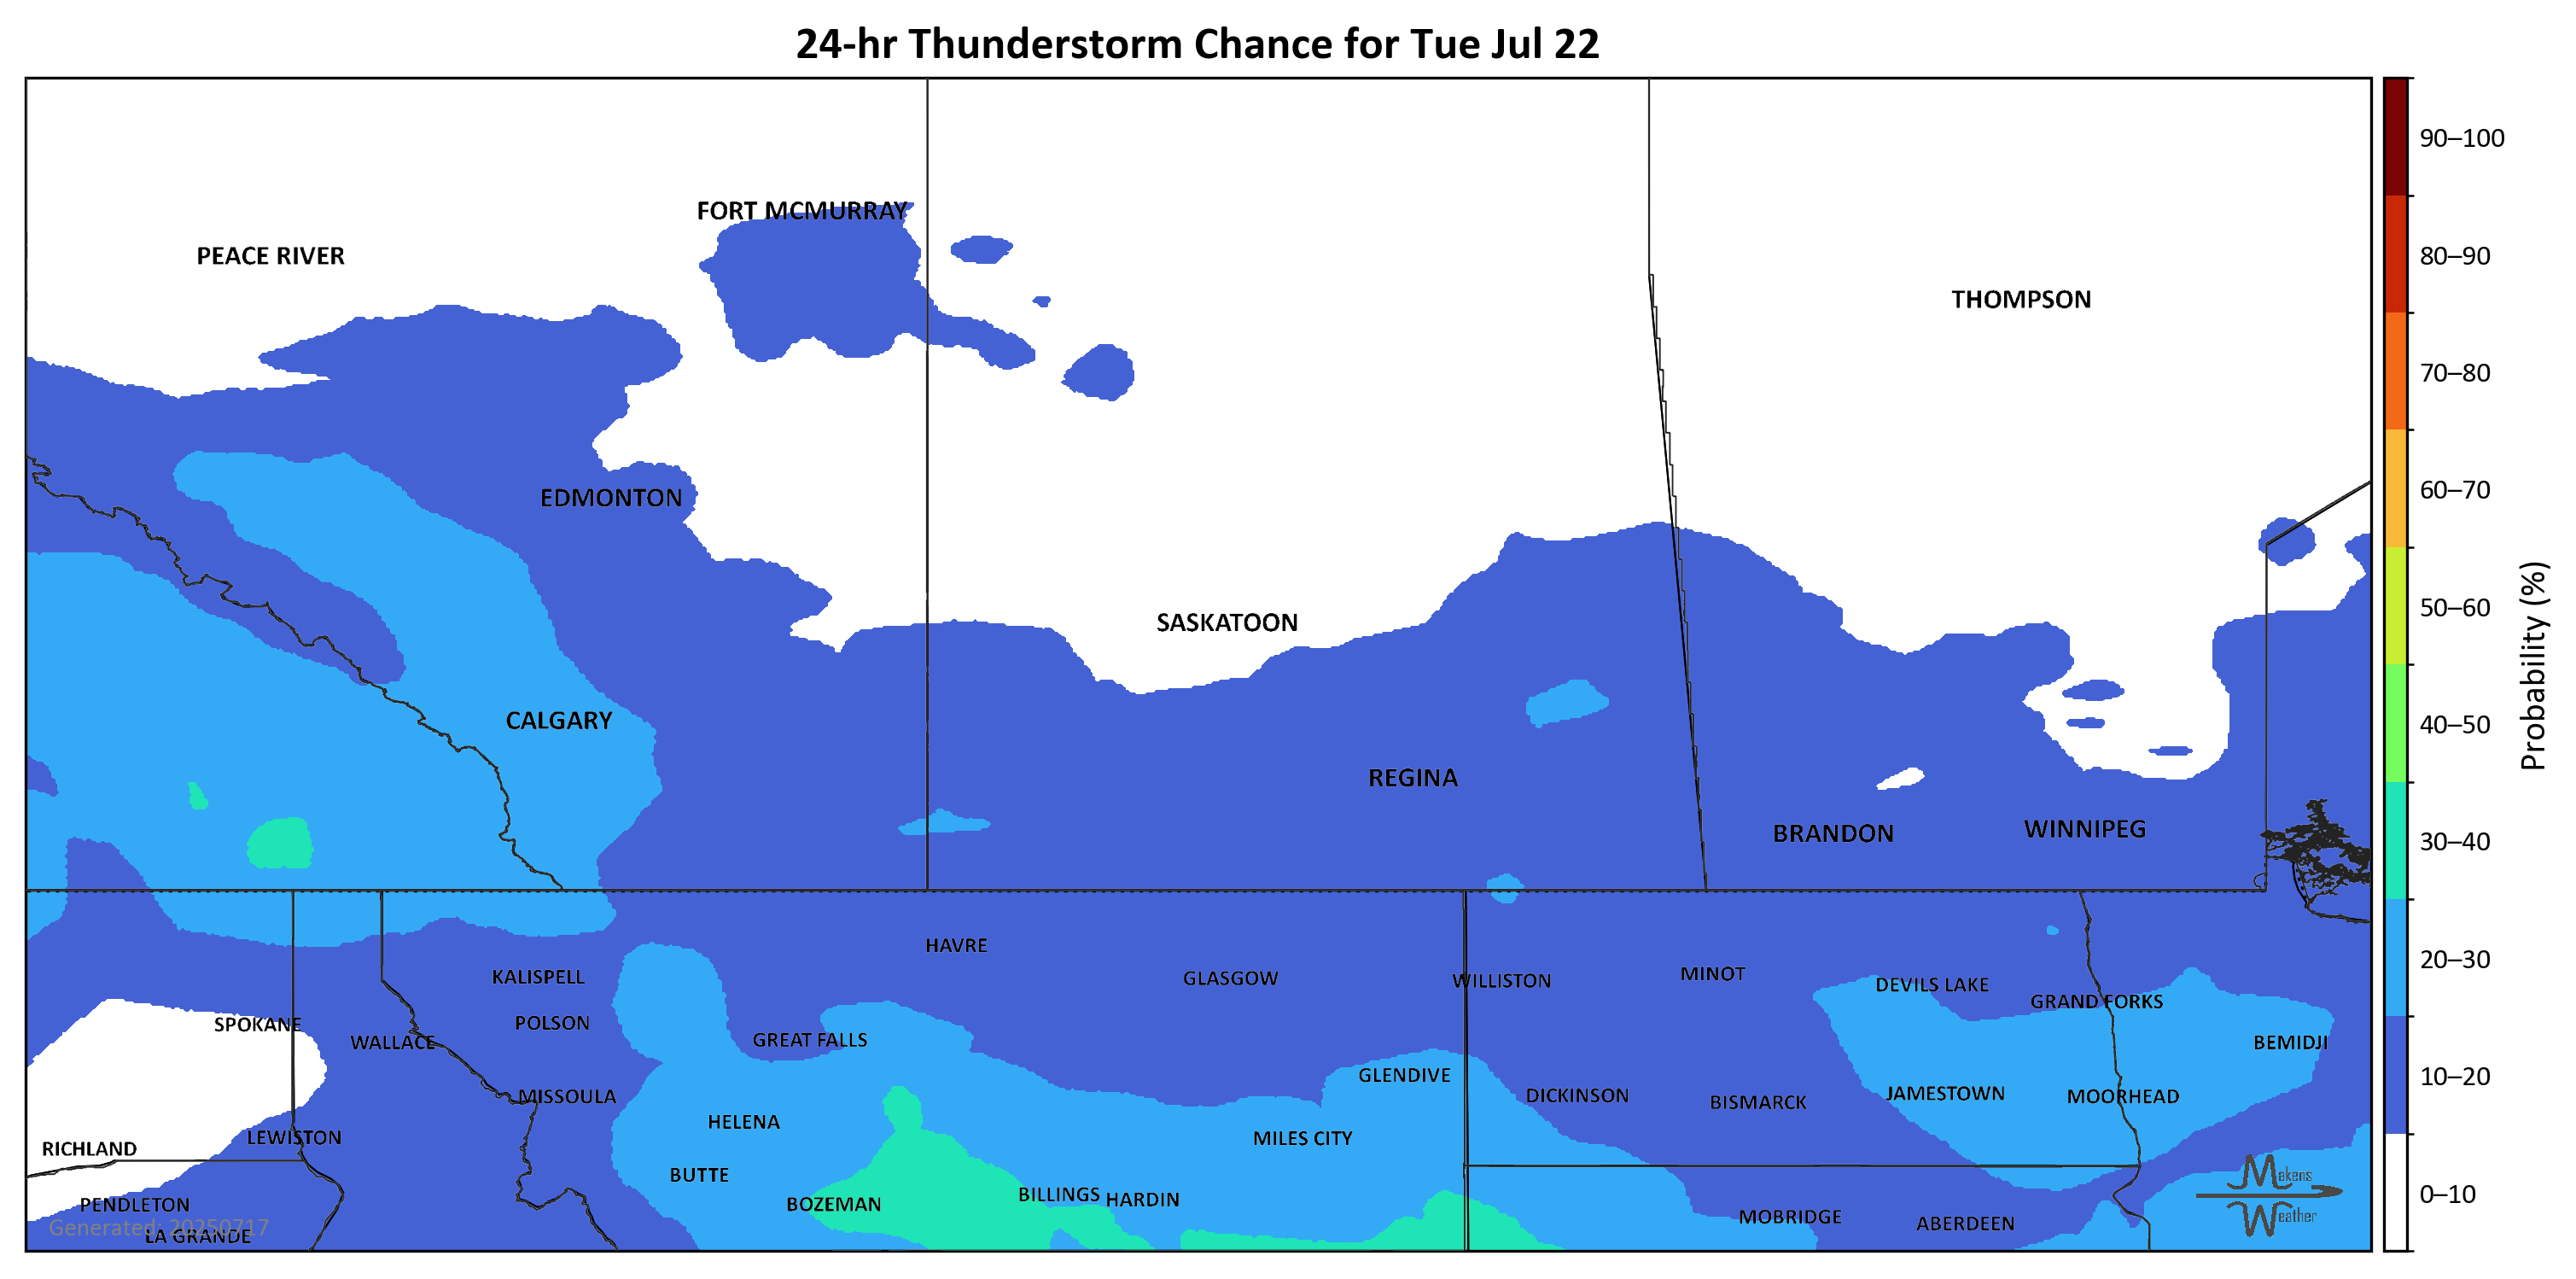 24-hr Thunderstorm Chance for Tue Jul 22
90–100
FORT MCMURRAY
PEACE RIVER
80–90
THOMPSON
70–80
EDMONTON
60–70
50–60
SASKATOON
Probability (%)
CALGARY
40–50
REGINA
BRANDON
WINNIPEG
30–40
HAVRE
20–30
KALISPELL
GLASGOW
WILLISTON
MINOT
DEVILS LAKE
GRAND FORKS
SPOKANE
POLSON
WALLACE
GREAT FALLS
BEMIDJI
GLENDIVE
10–20
MISSOULA
DICKINSON
BISMARCK
JAMESTOWN
MOORHEAD
HELENA
LEWISTON
MILES CITY
RICHLAND
BUTTE
Makens
Weather
0–10
PENDLETON
BOZEMAN
BILLINGS
HARDIN
MOBRIDGE
ABERDEEN
Generated: 20250717
LA GRANDE